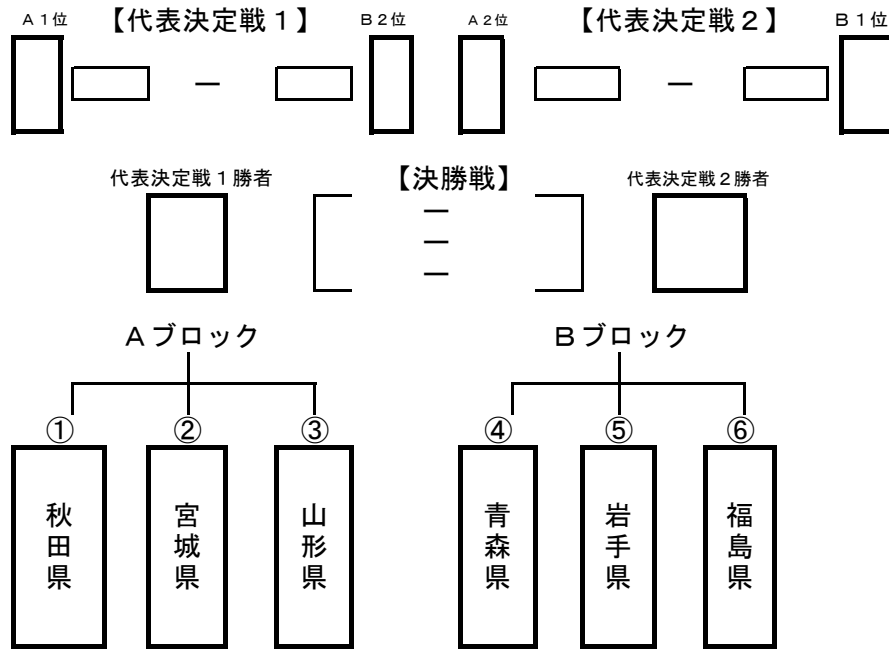 A1位 【代表決定戦1】 B2位 A2位 【代表決定戦2】 B1位
ー ー
代表決定戦1勝者 【決勝戦】 代表決定戦2勝者
ー
ー
ー
Aブロック Bブロック
① ② ③ ④ ⑤ ⑥
秋田県 宮城県 山形県 青森県 岩手県 福島県